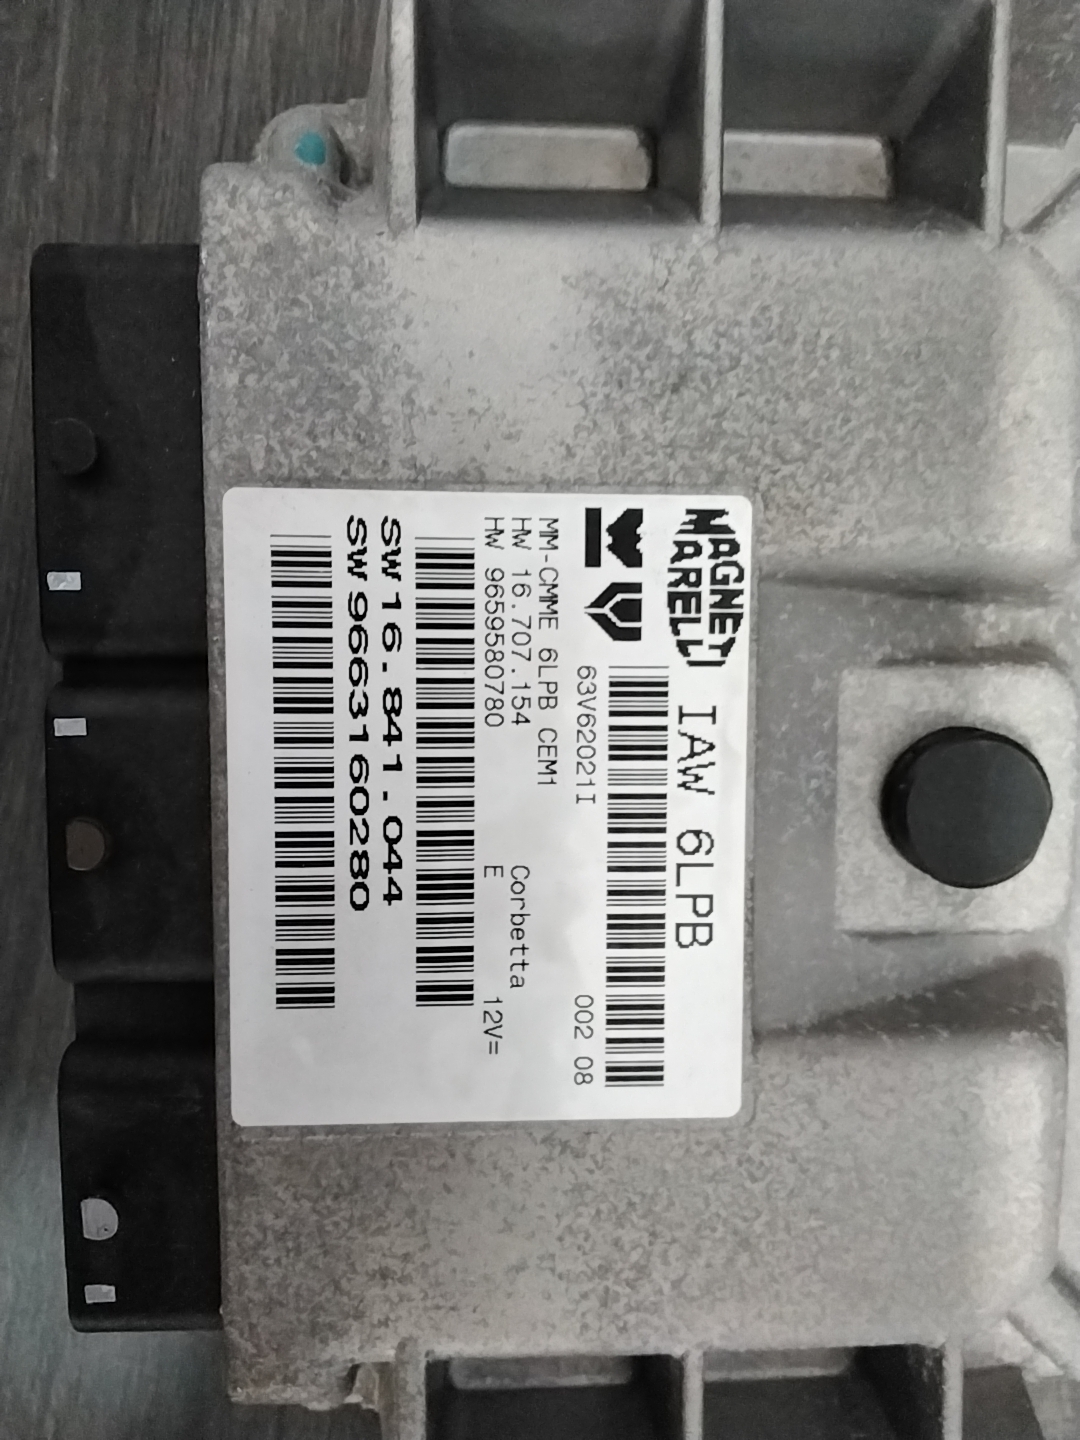 MAGNETI
MARELLI
IAW 6LPB
63V62021I
002 08
MM-CMME 6LPB CEM1
HW 16.707.154
Corbetta
HW 9659580780
E
12V=
SW 16.841.044
SW 9663160280